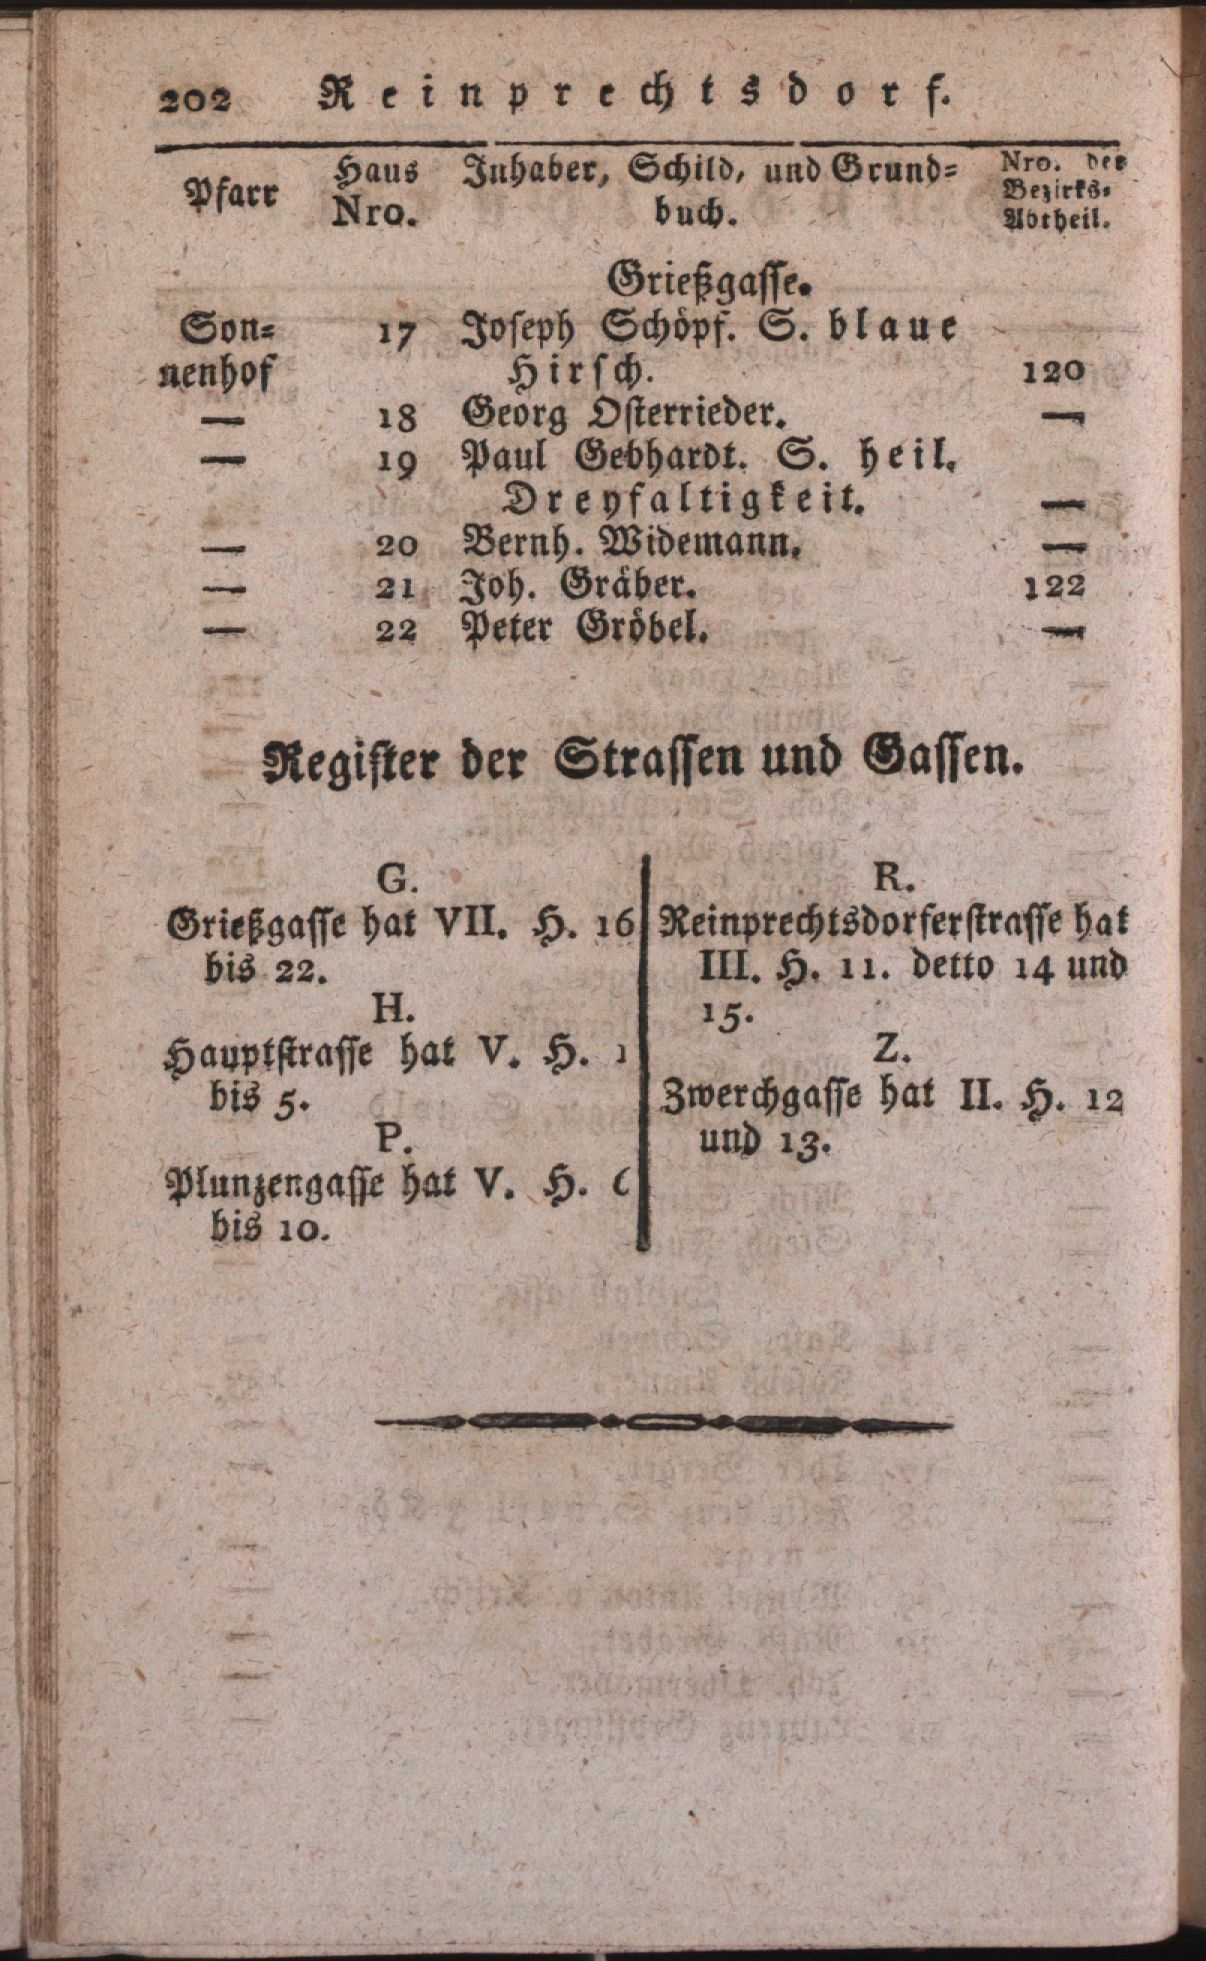 202 Reinprechtsdorf.
Pfarr Haus Nro. Inhaber, Schild, und Grund= buch. Nro. der Bezirks= Abtheil.
Grießgasse.
Son= 17 Joseph Schöpf. S. blaue
nenhof Hirsch. 120
— 18 Georg Osterrieder. —
— 19 Paul Gebhardt. S. heil.
Dreyfaltigkeit. —
— 20 Bernh. Widemann. —
— 21 Joh. Gräber. 122
— 22 Peter Gröbel. —
Register der Strassen und Gassen.
G.
Grießgasse hat VII. H. 16
bis 22.
H.
Hauptstrasse hat V. H. 1
bis 5.
P.
Plunzengasse hat V. H. 6
bis 10.
R.
Reinprechtsdorferstrasse hat
III. H. 11. detto 14 und
15.
Z.
Zwerchgasse hat II. H. 12
und 13.